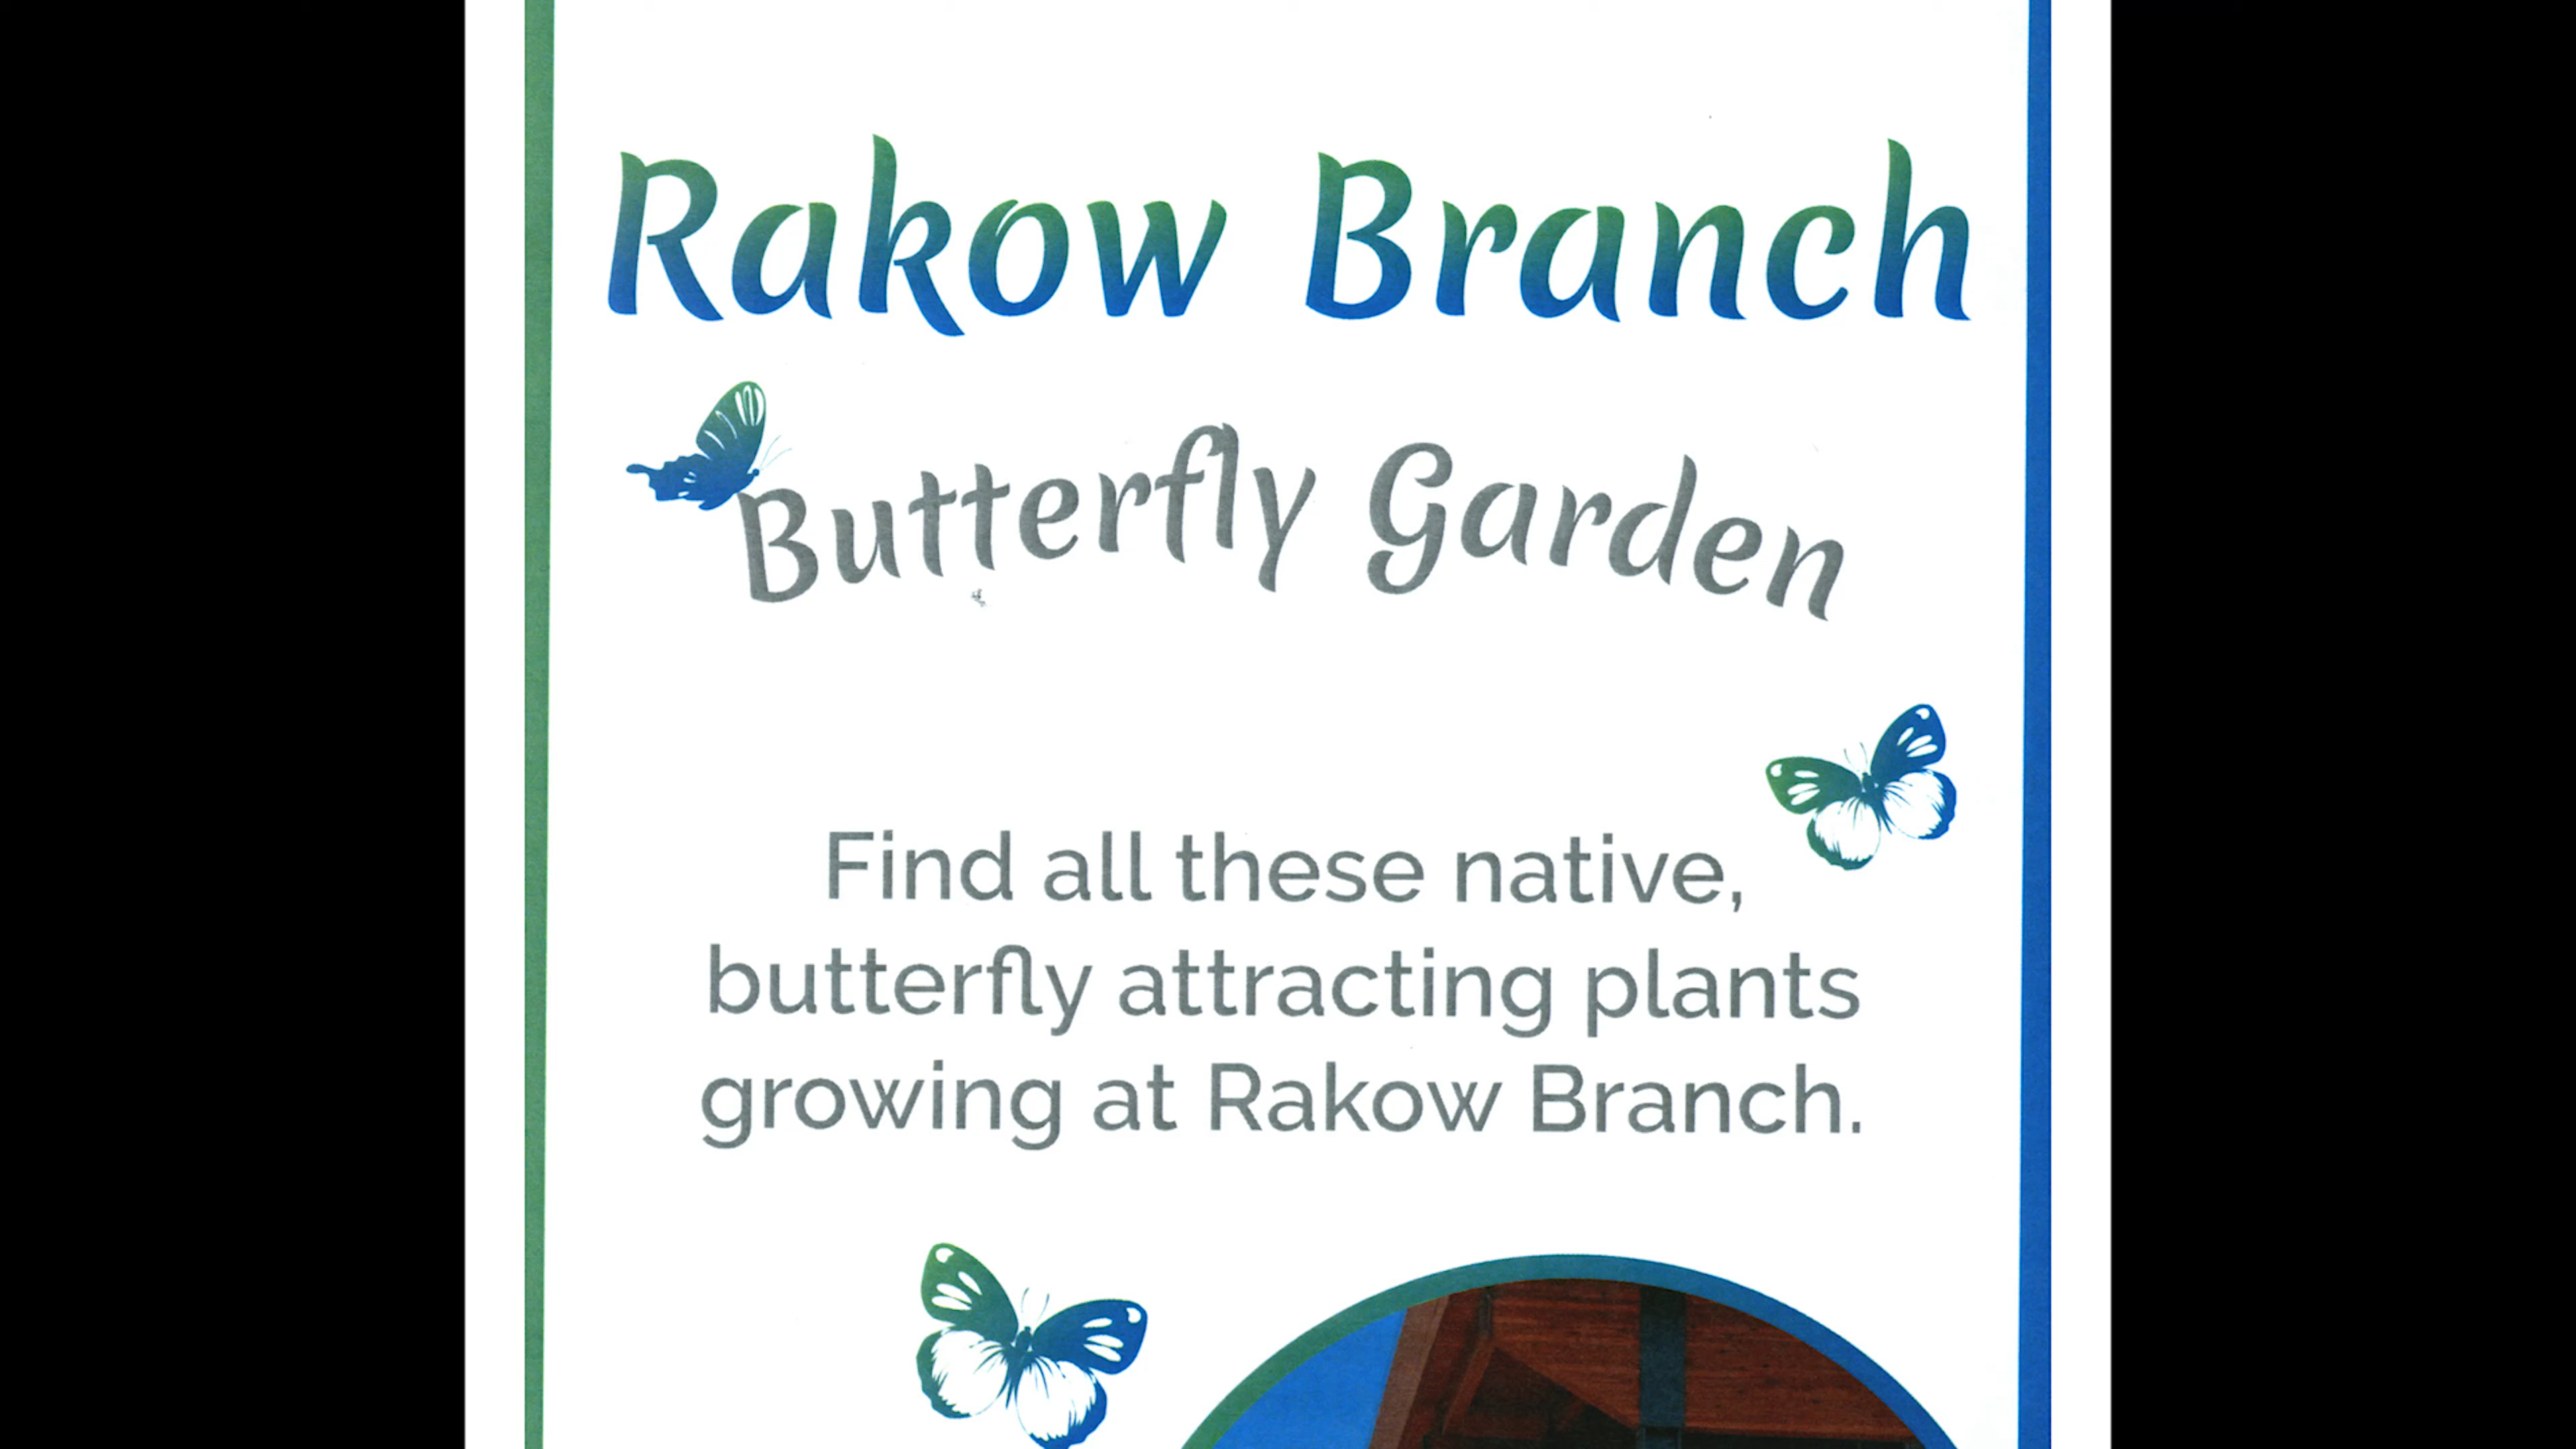 Rakow Branch
Butterfly Garden
Find all these native,
butterfly attracting plants
growing at Rakow Branch.